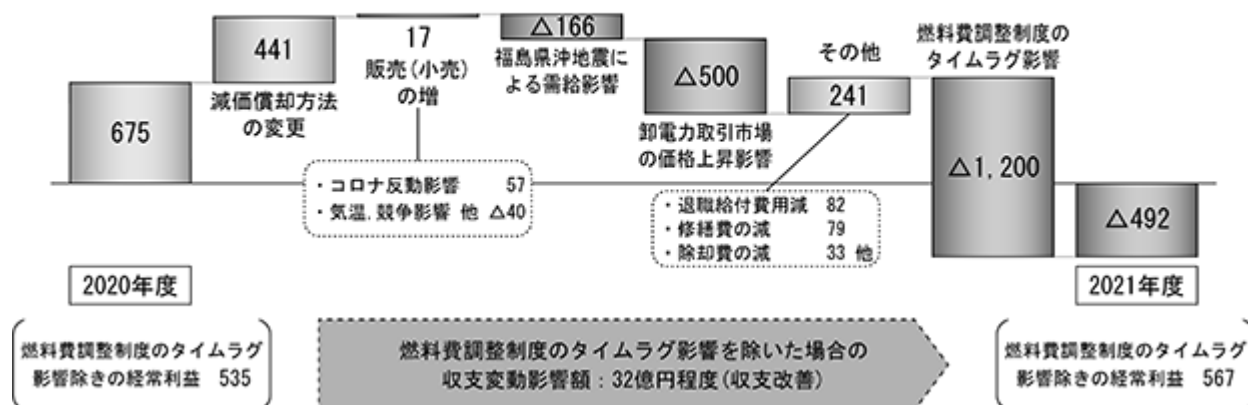 675
2020年度
燃料費調整制度のタイムラグ
影響除きの経常利益 535
441
減価償却方法
の変更
17
販売(小売)
の増
・コロナ反動影響 57
・気温,競争影響 他 △40
△166
福島県沖地震に
よる需給影響
△500
卸電力取引市場
の価格上昇影響
その他
241
・退職給付費用減 82
・修繕費の減 79
・除却費の減 33 他
燃料費調整制度の
タイムラグ影響
△1,200
△492
2021年度
燃料費調整制度のタイムラグ影響を除いた場合の
収支変動影響額:32億円程度(収支改善)
燃料費調整制度のタイムラグ
影響除きの経常利益 567